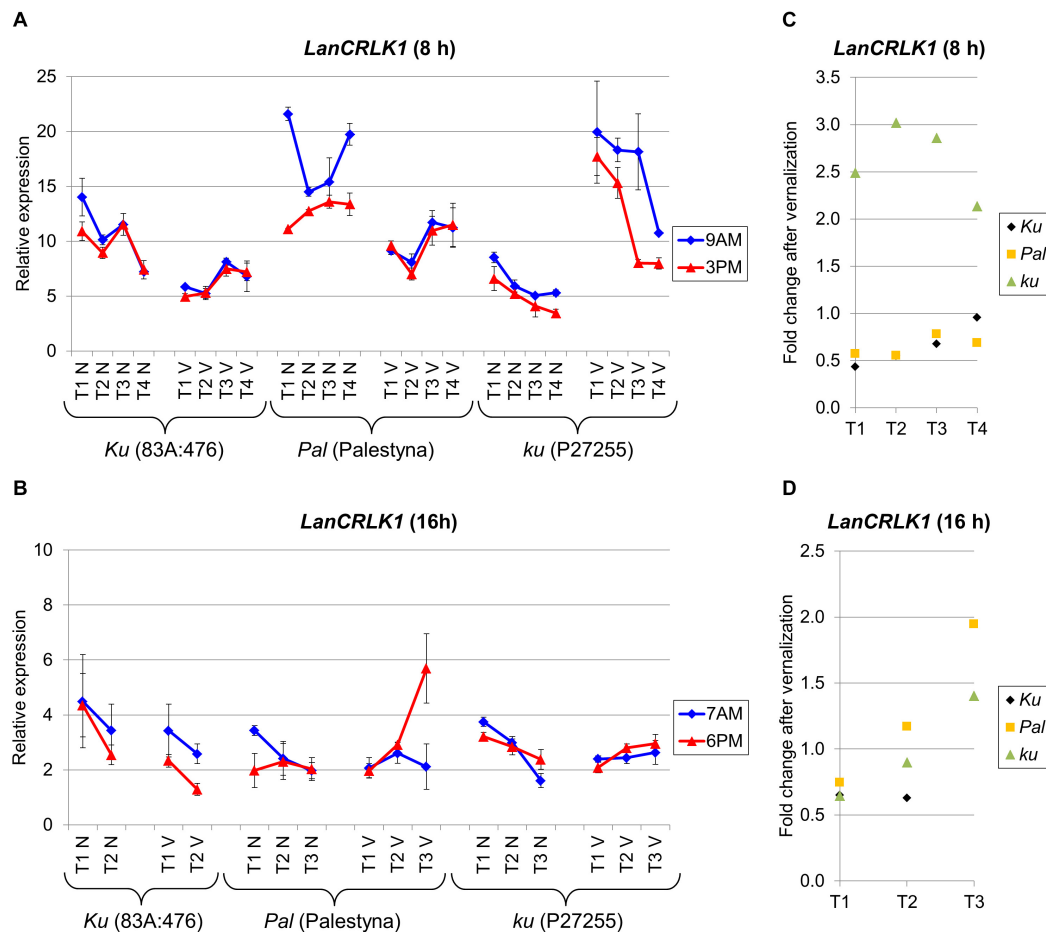 A
LanCRLK1 (8 h)
Relative expression
25
20
15
10
5
0
T1 N
T2 N
T3 N
T4 N
T1 V
T2 V
T3 V
T4 V
T1 N
T2 N
T3 N
T4 N
T1 V
T2 V
T3 V
T4 V
T1 N
T2 N
T3 N
T4 N
T1 V
T2 V
T3 V
T4 V
Ku (83A:476)
Pal (Palestyna)
ku (P27255)
9AM
3PM
C
LanCRLK1 (8 h)
Fold change after vernalization
3.5
3.0
2.5
2.0
1.5
1.0
0.5
0.0
T1
T2
T3
T4
Ku
Pal
ku
B
LanCRLK1 (16h)
Relative expression
10
8
6
4
2
0
T1 N
T2 N
T1 V
T2 V
T1 N
T2 N
T3 N
T1 V
T2 V
T3 V
T1 N
T2 N
T3 N
T1 V
T2 V
T3 V
Ku (83A:476)
Pal (Palestyna)
ku (P27255)
7AM
6PM
D
LanCRLK1 (16 h)
Fold change after vernalization
2.5
2.0
1.5
1.0
0.5
0.0
T1
T2
T3
Ku
Pal
ku